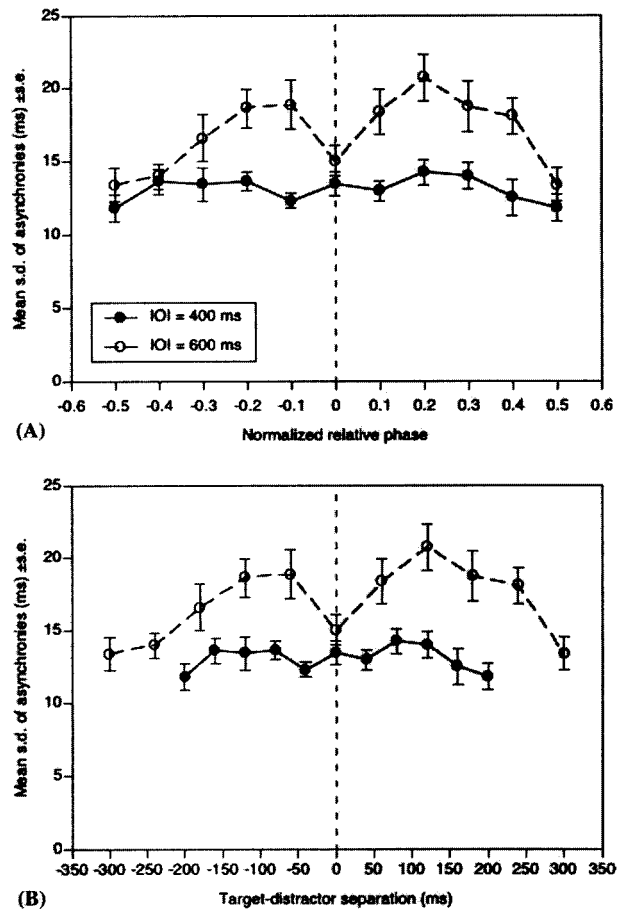 25
20
15
10
5
0
Mean s.d. of asynchronies (ms) ±s.e.
IOI = 400 ms
IOI = 600 ms
-0.6 -0.5 -0.4 -0.3 -0.2 -0.1 0 0.1 0.2 0.3 0.4 0.5 0.6
(A) Normalized relative phase
25
20
15
10
5
0
Mean s.d. of asynchronies (ms) ±s.e.
-350 -300 -250 -200 -150 -100 -50 0 50 100 150 200 250 300 350
(B) Target-distractor separation (ms)